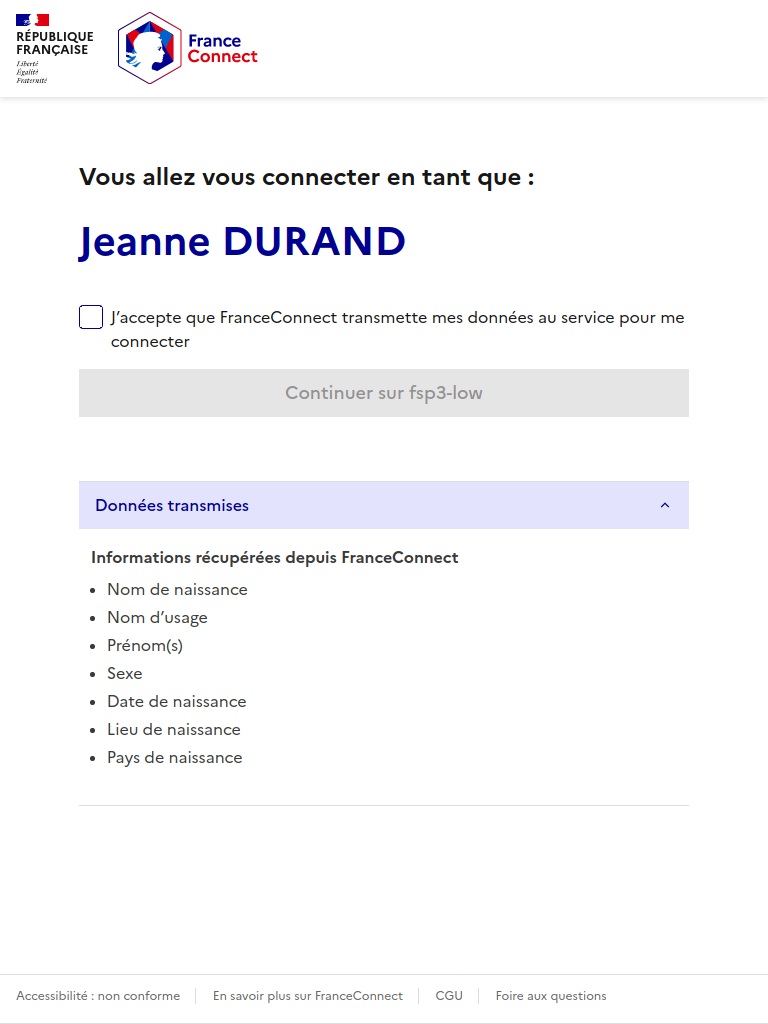 RÉPUBLIQUE
FRANÇAISE
Liberté
Égalité
Fraternité
France
Connect
Vous allez vous connecter en tant que :
Jeanne DURAND
J’accepte que FranceConnect transmette mes données au service pour me
connecter
Continuer sur fsp3-low
Données transmises
Informations récupérées depuis FranceConnect
Nom de naissance
Nom d’usage
Prénom(s)
Sexe
Date de naissance
Lieu de naissance
Pays de naissance
Accessibilité : non conforme
En savoir plus sur FranceConnect
CGU
Foire aux questions